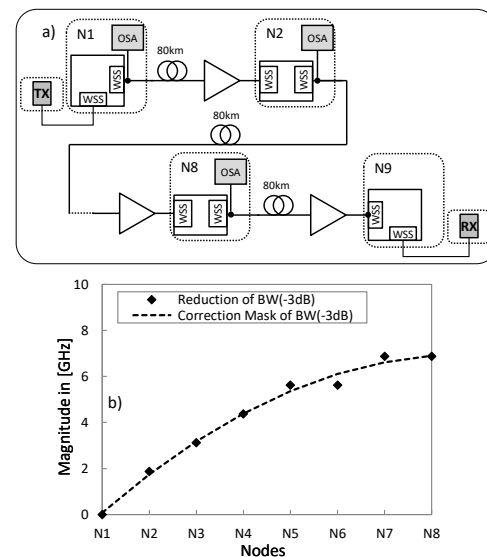 a)
N1
OSA
80km
N2
OSA
TX
WSS
WSS
WSS
WSS
80km
N8
OSA
80km
N9
WSS
WSS
WSS
WSS
RX
10
8
6
4
2
0
Magnitude in [GHz]
Reduction of BW(-3dB)
Correction Mask of BW(-3dB)
b)
N1 N2 N3 N4 N5 N6 N7 N8
Nodes